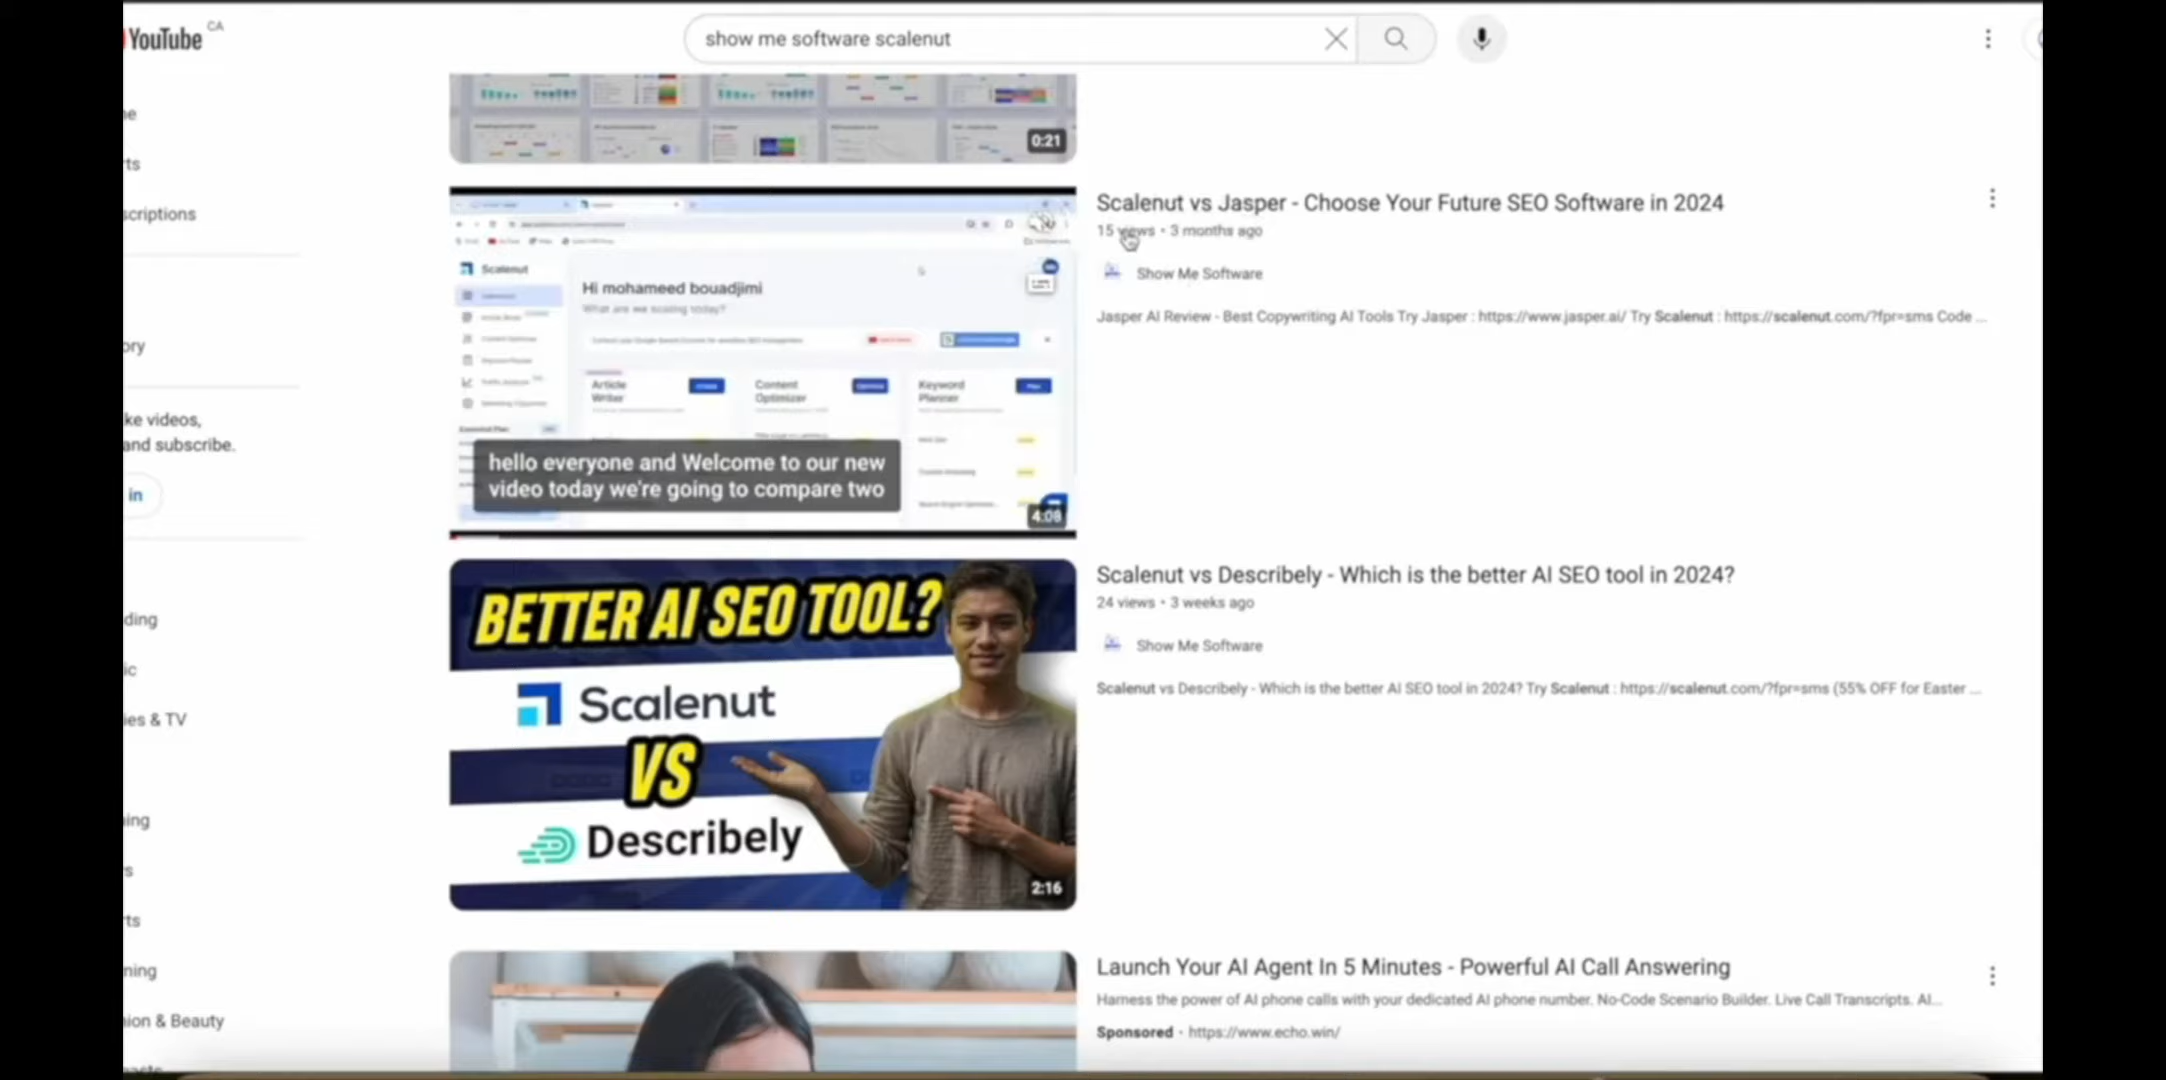 YouTube CA
show me software scalenut
0:21
scriptions
ory
ke videos,
and subscribe.
in
ding
ic
ies & TV
ing
rts
ning
ion & Beauty
Scalenut
Hi mohameed bouadjimi
What are we scaling today?
Article
Writer
Content
Optimizer
Keyword
Planner
hello everyone and Welcome to our new
video today we're going to compare two
4:08
Scalenut vs Jasper - Choose Your Future SEO Software in 2024
15 views • 3 months ago
Show Me Software
Jasper AI Review - Best Copywriting AI Tools Try Jasper : https://www.jasper.ai/ Try Scalenut : https://scalenut.com/?fpr=sms Code ...
BETTER AI SEO TOOL?
Scalenut
VS
Describely
2:16
Scalenut vs Describely - Which is the better AI SEO tool in 2024?
24 views • 3 weeks ago
Show Me Software
Scalenut vs Describely - Which is the better AI SEO tool in 2024? Try Scalenut : https://scalenut.com/?fpr=sms (55% OFF for Easter ...
Launch Your AI Agent In 5 Minutes - Powerful AI Call Answering
Harness the power of AI phone calls with your dedicated AI phone number. No-Code Scenario Builder. Live Call Transcripts. AI...
Sponsored · https://www.echo.win/